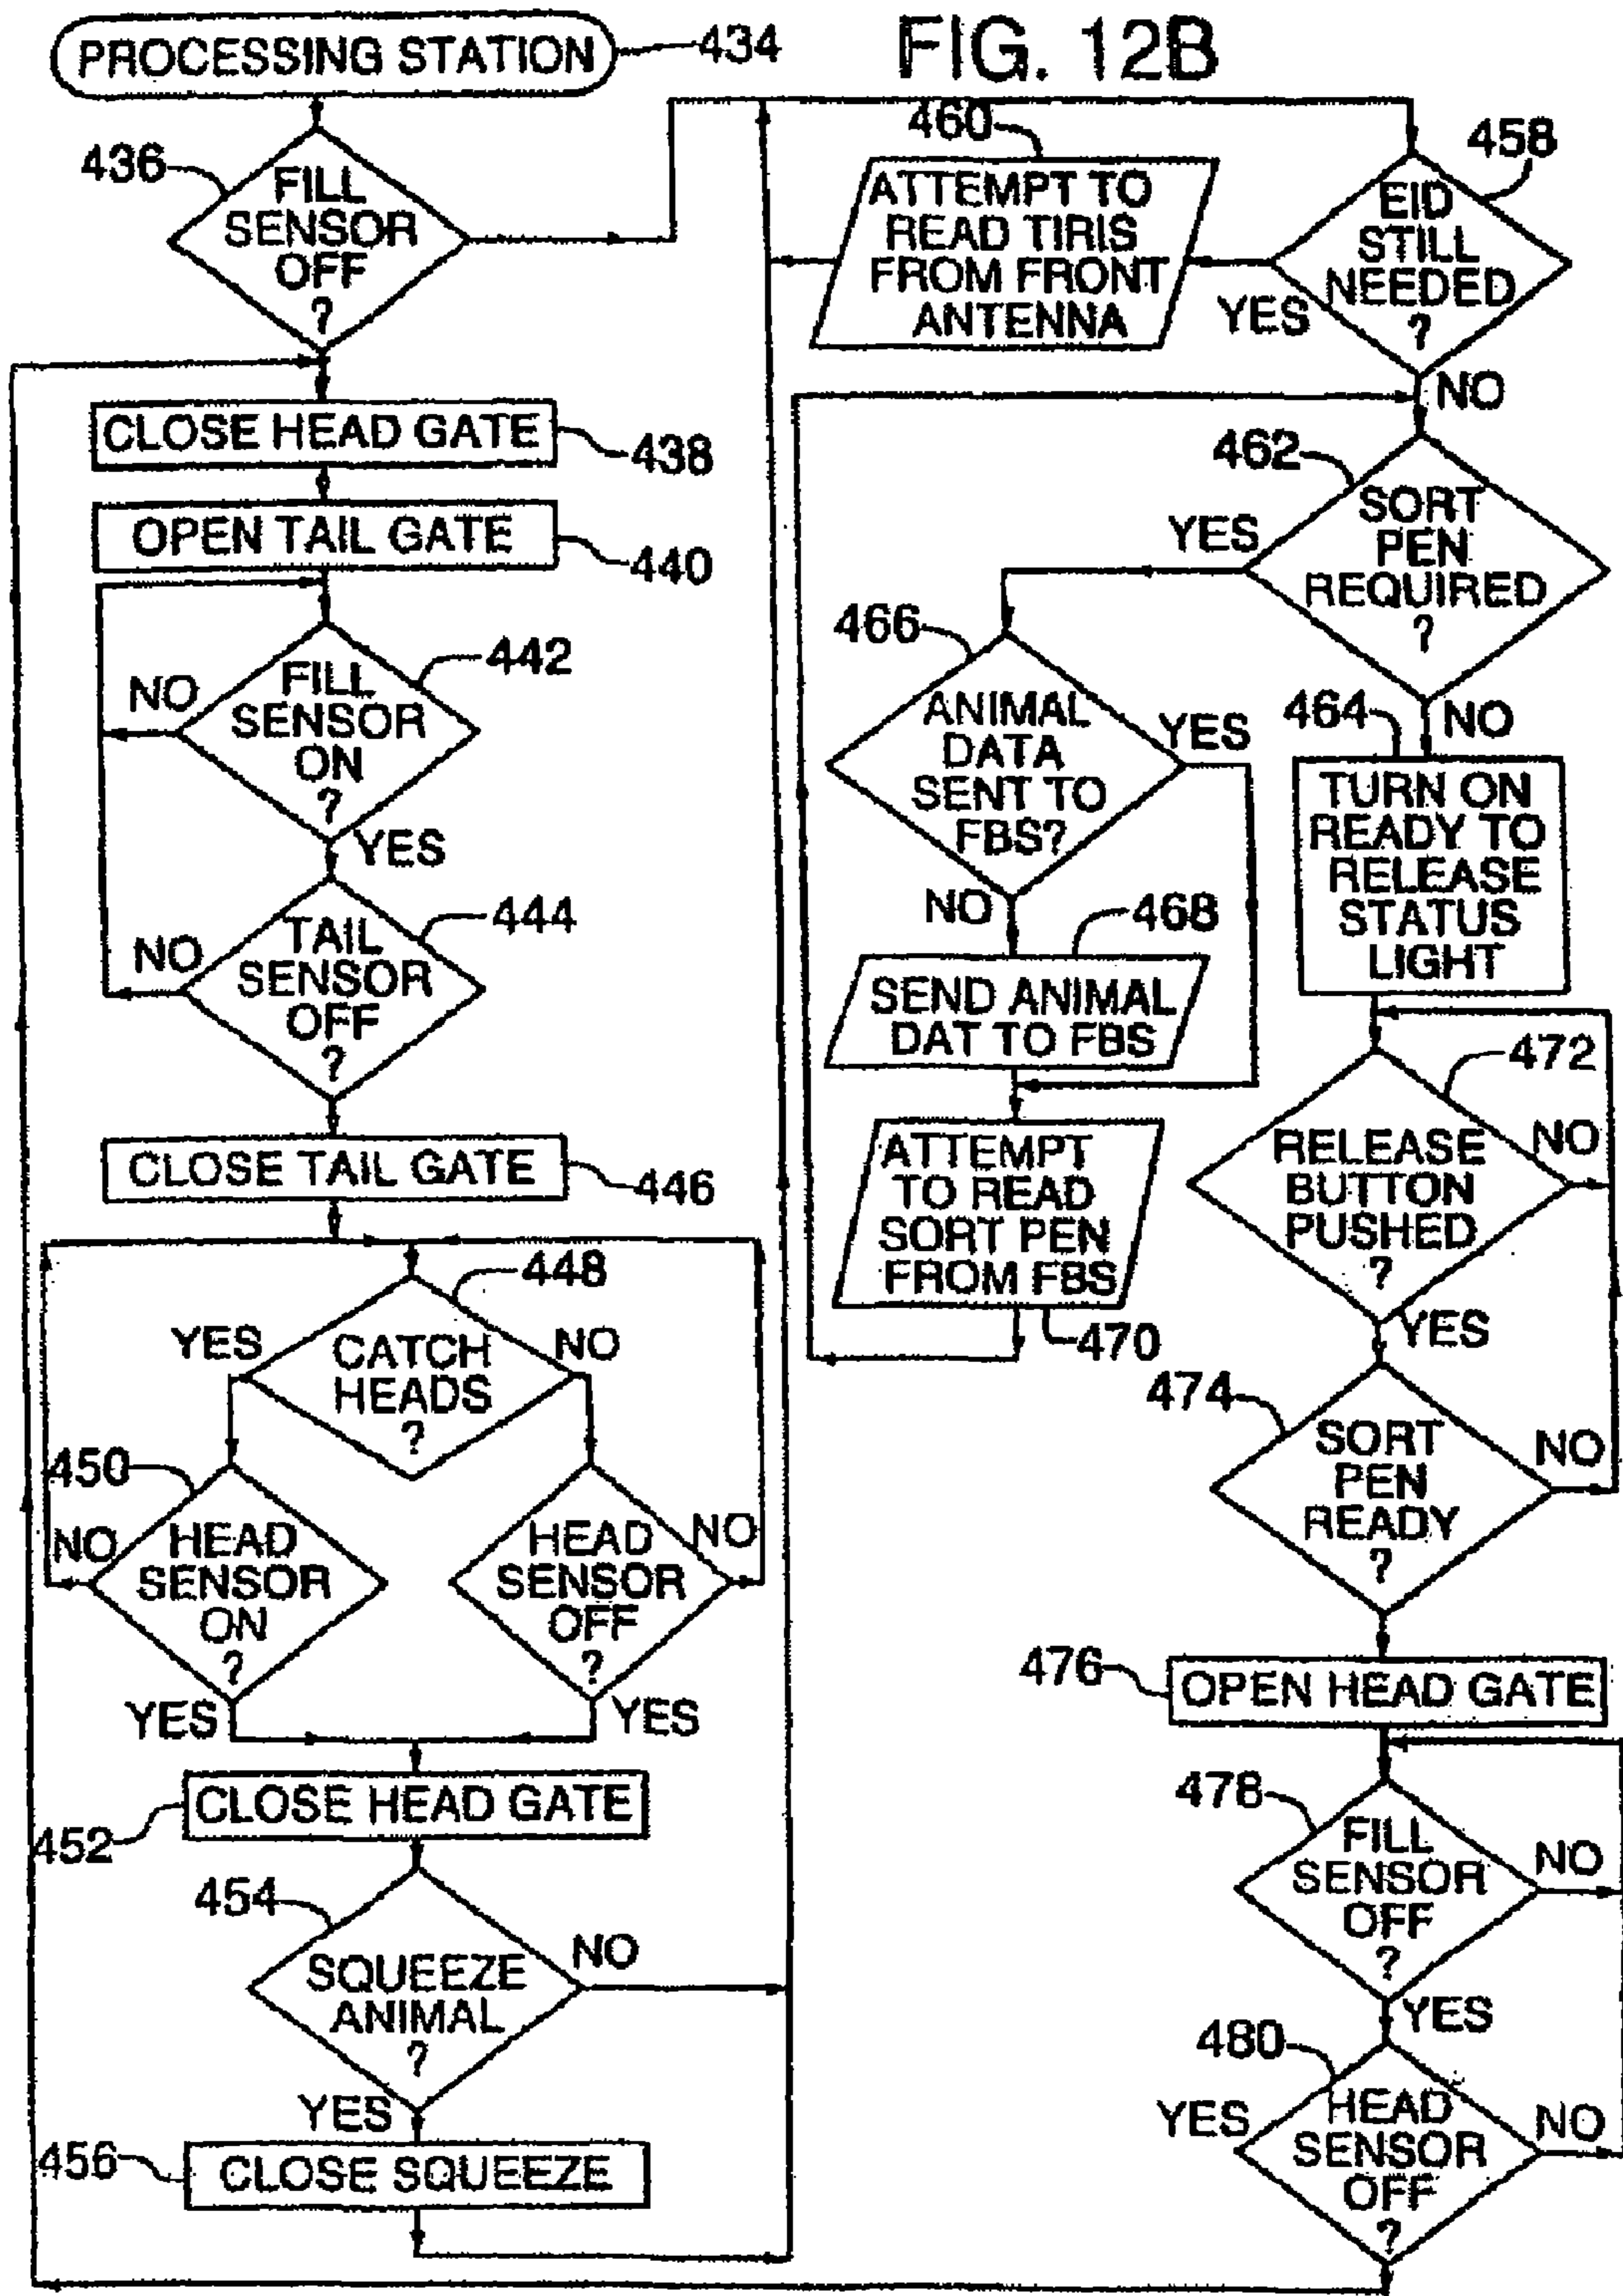 FIG. 12B
PROCESSING STATION
434
436
FILL
SENSOR
OFF
?
CLOSE HEAD GATE
438
OPEN TAIL GATE
440
442
NO
FILL
SENSOR
ON
?
YES
444
NO
TAIL
SENSOR
OFF
?
CLOSE TAIL GATE
446
448
YES
CATCH
HEADS
?
NO
450
NO
HEAD
SENSOR
ON
?
YES
HEAD
SENSOR
OFF
?
NO
YES
CLOSE HEAD GATE
452
454
SQUEEZE
ANIMAL
?
NO
YES
456
CLOSE SQUEEZE
460
ATTEMPT TO
READ TIRIS
FROM FRONT
ANTENNA
458
EID
STILL
NEEDED
?
YES
NO
462
SORT
PEN
REQUIRED
?
YES
NO
466
ANIMAL
DATA
SENT TO
FBS?
YES
NO
468
SEND ANIMAL
DAT TO FBS
ATTEMPT
TO READ
SORT PEN
FROM FBS
470
464
TURN ON
READY TO
RELEASE
STATUS
LIGHT
472
RELEASE
BUTTON
PUSHED
?
NO
YES
474
SORT
PEN
READY
?
NO
476
OPEN HEAD GATE
478
FILL
SENSOR
OFF
?
NO
YES
480
YES
HEAD
SENSOR
OFF
?
NO